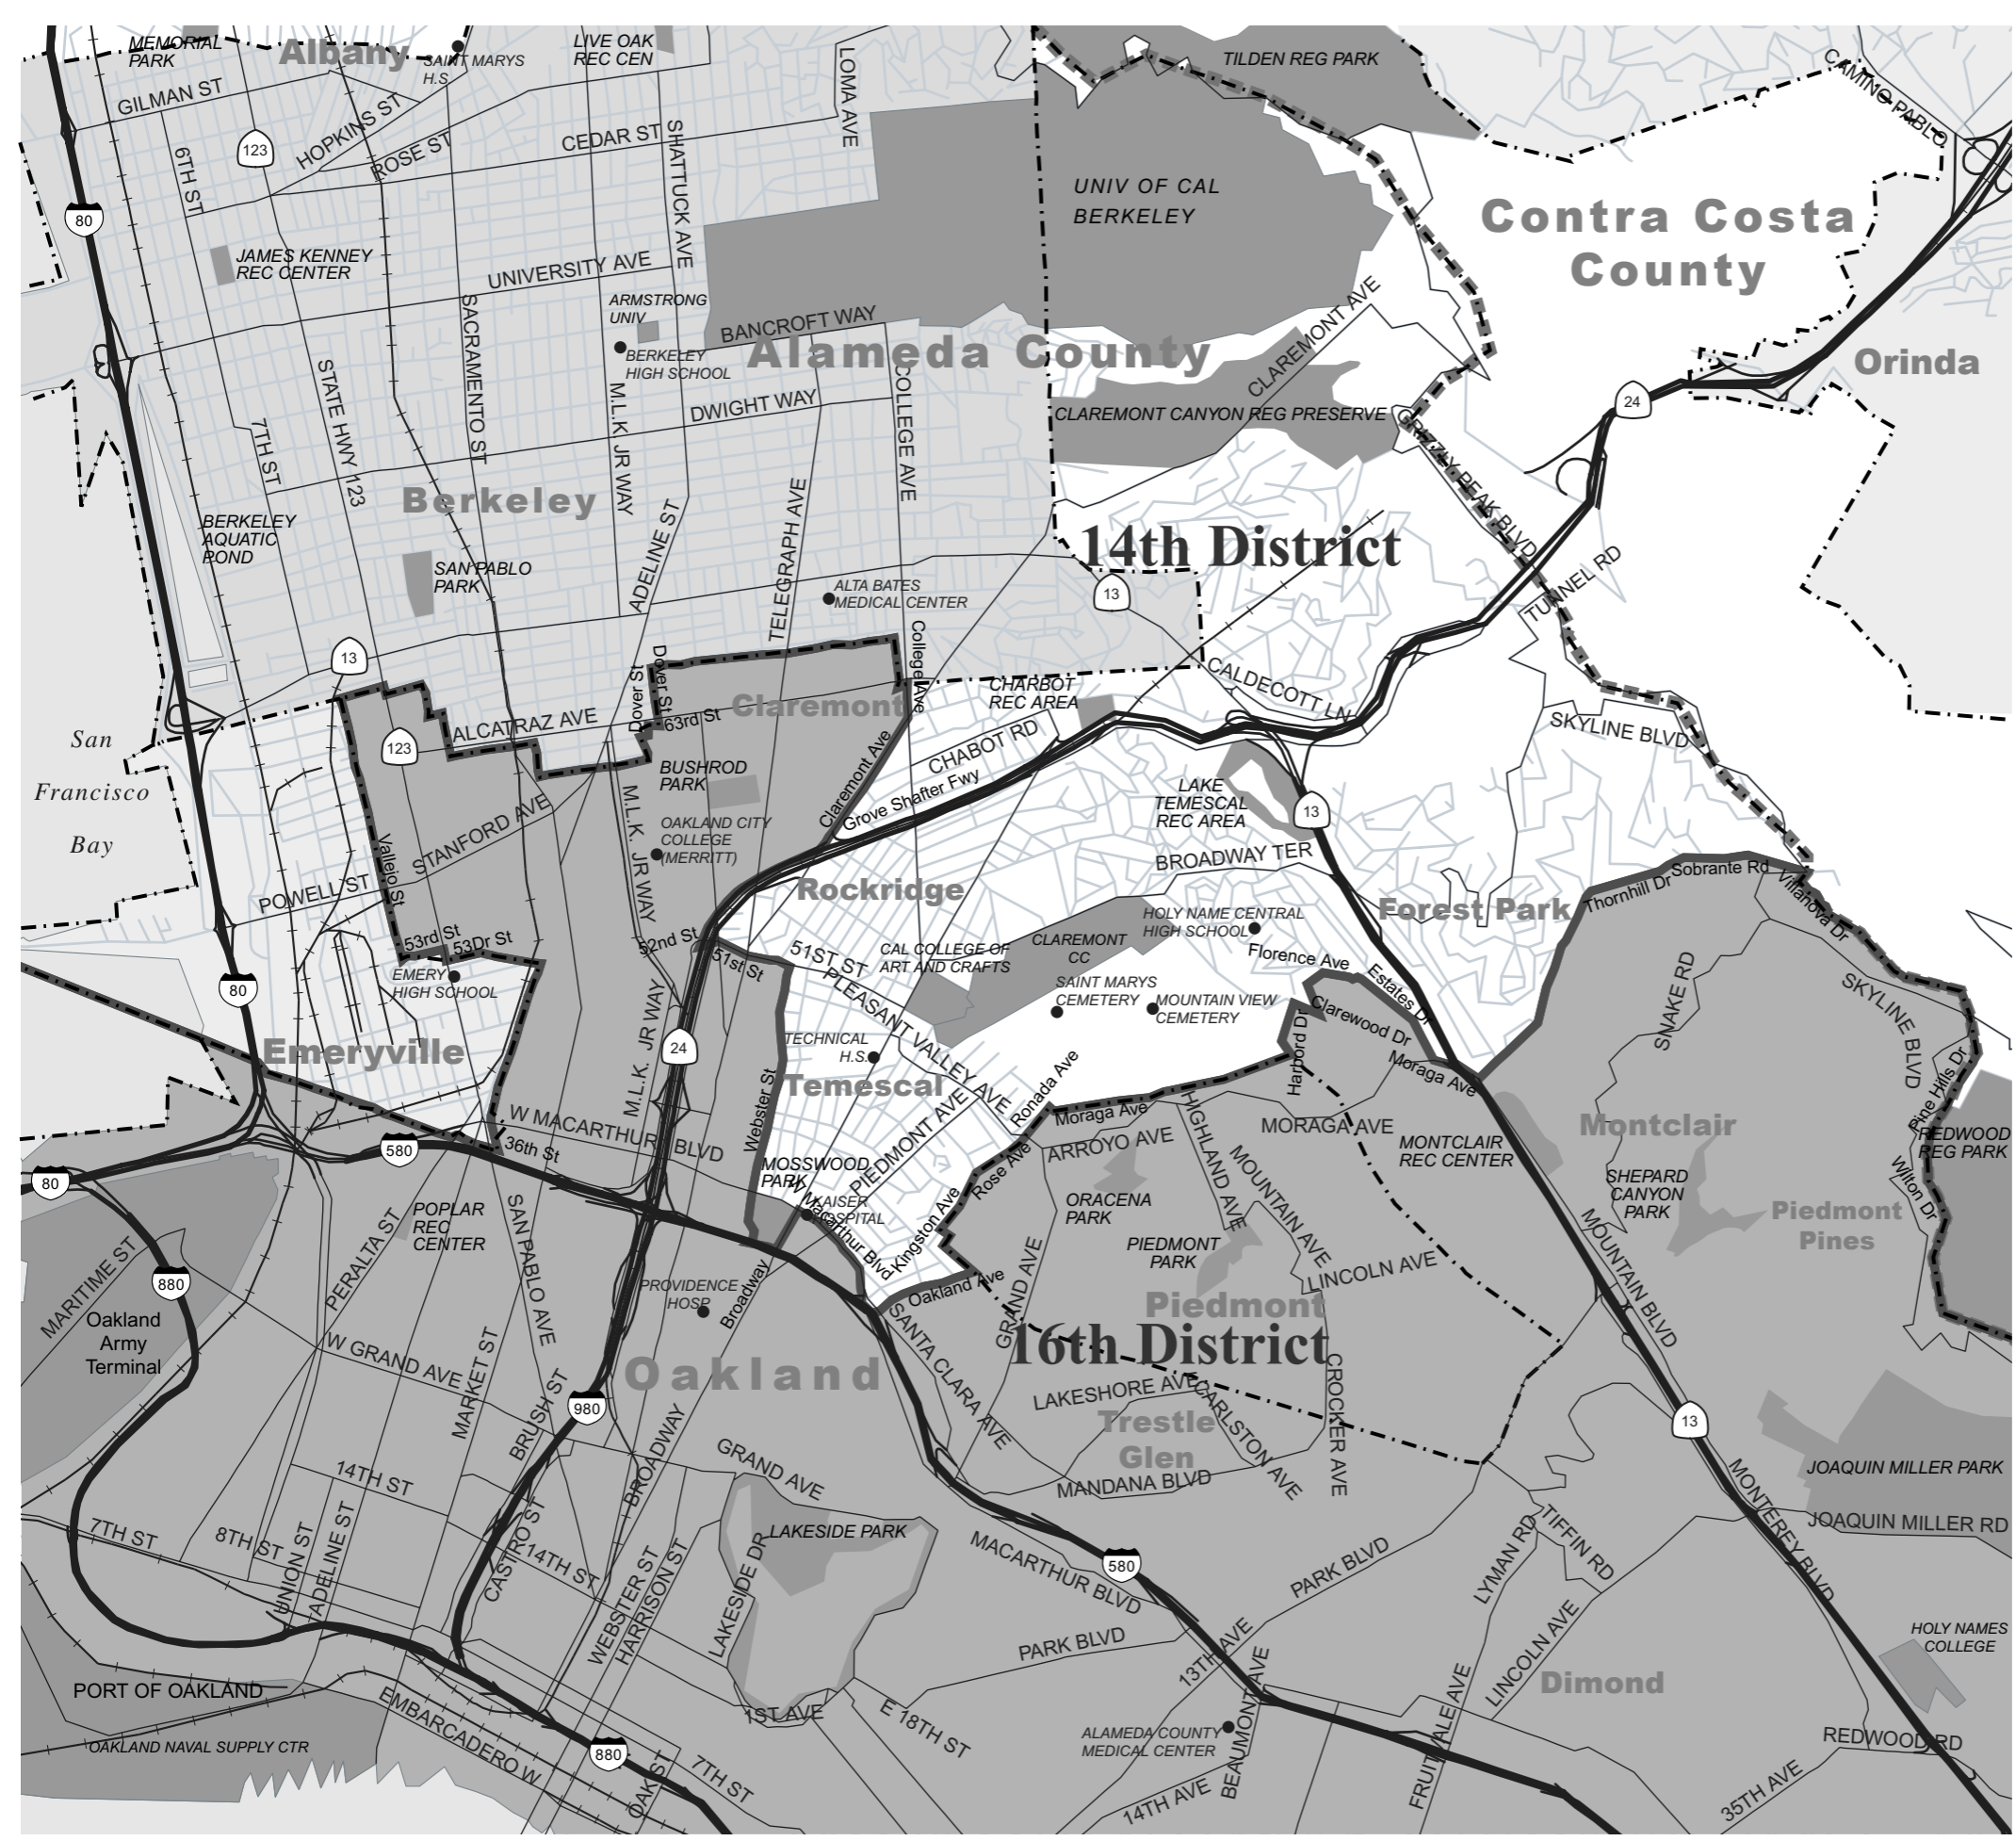 MEMORIAL
PARK
Albany
SAINT MARYS
H.S.
LIVE OAK
REC CEN
LOMA AVE
TILDEN REG PARK
CAMINO PABLO
GILMAN ST
HOPKINS ST
ROSE ST
CEDAR ST
SHATTUCK AVE
6TH ST
123
80
UNIV OF CAL
BERKELEY
Contra Costa
County
JAMES KENNEY
REC CENTER
UNIVERSITY AVE
SACRAMENTO ST
ARMSTRONG
UNIV
BERKELEY
HIGH SCHOOL
BANCROFT WAY
Alameda County
CLAREMONT AVE
Orinda
24
STATE HWY 123
7TH ST
M.L.K. JR WAY
DWIGHT WAY
COLLEGE AVE
CLAREMONT CANYON REG PRESERVE
GRIZZLY PEAK BLVD
Berkeley
BERKELEY
AQUATIC
POND
SAN PABLO
PARK
ADELINE ST
TELEGRAPH AVE
14th District
ALTA BATES
MEDICAL CENTER
13
TUNNEL RD
13
Dover St
Dover St
College Ave
63rd St
Claremont
CHARBOT
REC AREA
CALDECOTT LN
SKYLINE BLVD
San
Francisco
Bay
123
ALCATRAZ AVE
BUSHROD
PARK
Claremont Ave
CHABOT RD
Grove Shafter Fwy
LAKE
TEMESCAL
REC AREA
13
STANFORD AVE
Vallejo St
POWELL ST
M.L.K. JR WAY
OAKLAND CITY
COLLEGE
(MERRITT)
Rockridge
BROADWAY TER
Forest Park
Thornhill Dr
Sobrante Rd
Villanova Dr
53rd St
53Dr St
52nd St
51st St
51ST ST
CAL COLLEGE OF
ART AND CRAFTS
CLAREMONT
CC
HOLY NAME CENTRAL
HIGH SCHOOL
Florence Ave
Estates Dr
EMERY
HIGH SCHOOL
80
PLEASANT VALLEY AVE
SAINT MARYS
CEMETERY
MOUNTAIN VIEW
CEMETERY
Clarewood Dr
Harbord Dr
Moraga Ave
SNAKE RD
SKYLINE BLVD
Emeryville
M.L.K. JR WAY
24
TECHNICAL
H.S.
Temescal
Webster St
Ronada Ave
Moraga Ave
Pine Hills Dr
REDWOOD
REG PARK
W MACARTHUR BLVD
36th St
580
80
PIEDMONT AVE
MOSSWOOD
PARK
KAISER
HOSPITAL
W Macarthur Blvd
Kingston Ave
Rose Ave
ARROYO AVE
HIGHLAND AVE
MORAGA AVE
MONTCLAIR
REC CENTER
Montclair
SHEPARD
CANYON
PARK
Wilton Dr
Piedmont
Pines
MARITIME ST
PERALTA ST
POPLAR
REC
CENTER
SAN PABLO AVE
ORACENA
PARK
PIEDMONT
PARK
MOUNTAIN AVE
MOUNTAIN BLVD
LINCOLN AVE
880
Oakland
Army
Terminal
PROVIDENCE
HOSP
Broadway
Oakland Ave
GRAND AVE
Piedmont
16th District
SANTA CLARA AVE
W GRAND AVE
MARKET ST
BRUSH ST
980
Oakland
LAKESHORE AVE
CROCKER AVE
Trestle
Glen
CARLSTON AVE
MANDANA BLVD
13
JOAQUIN MILLER PARK
JOAQUIN MILLER RD
MONTEREY BLVD
14TH ST
BROADWAY
GRAND AVE
7TH ST
8TH ST
UNION ST
ADELINE ST
CASTRO ST
14TH ST
WEBSTER ST
HARRISON ST
LAKESIDE DR
LAKESIDE PARK
MACARTHUR BLVD
580
PARK BLVD
LYMAN RD
TIFFIN RD
PARK BLVD
13TH AVE
LINCOLN AVE
HOLY NAMES
COLLEGE
Dimond
PORT OF OAKLAND
EMBARCADERO W
OAKLAND NAVAL SUPPLY CTR
1ST AVE
E 18TH ST
880
OAK ST
7TH ST
ALAMEDA COUNTY
MEDICAL CENTER
BEAUMONT AVE
14TH AVE
FRUITVALE AVE
35TH AVE
REDWOOD RD